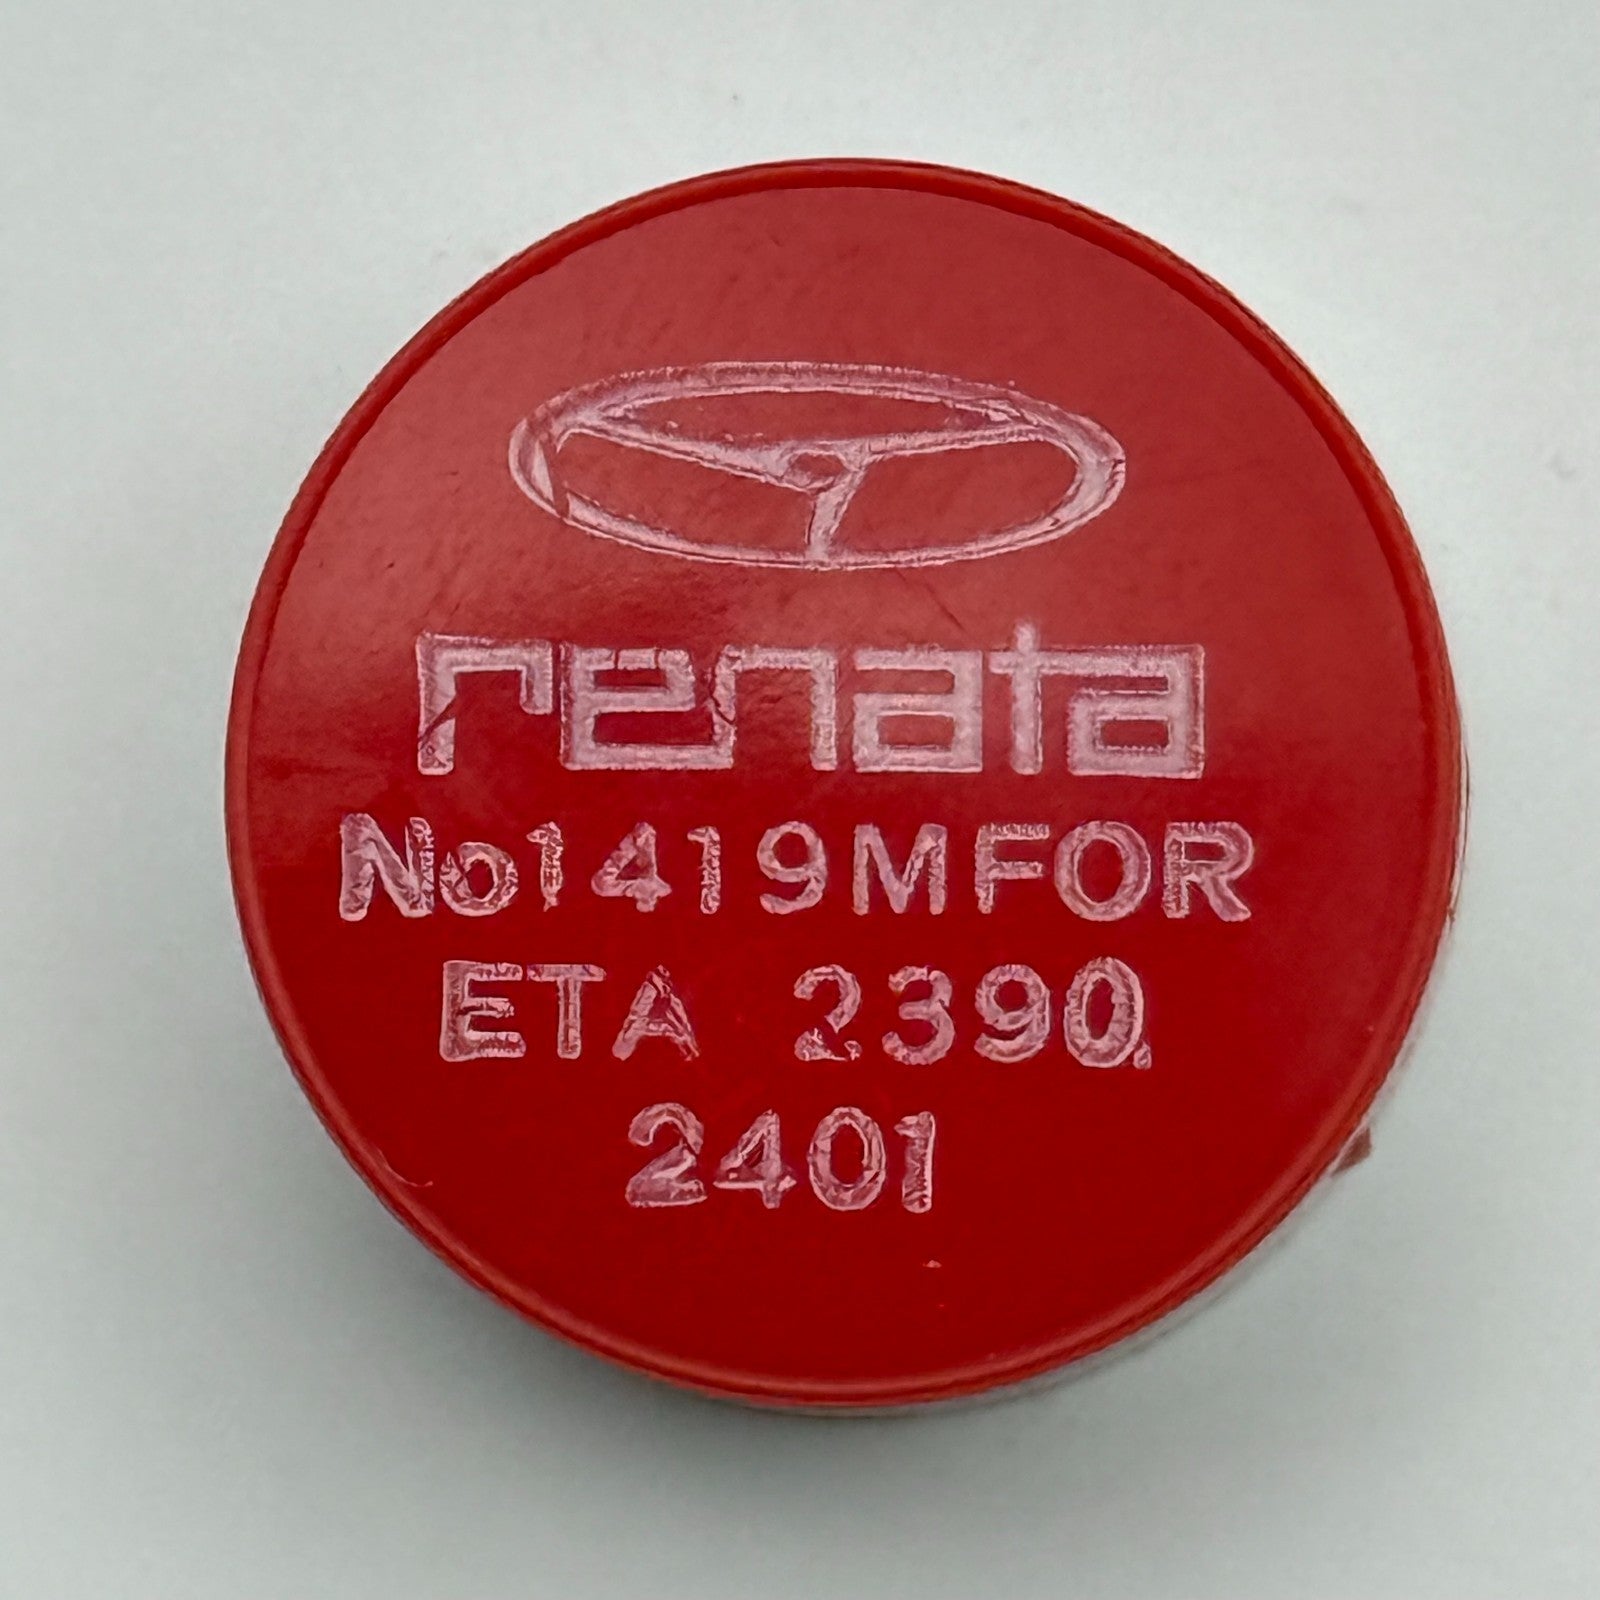 renata
No1419MFOR
ETA 2390
2401